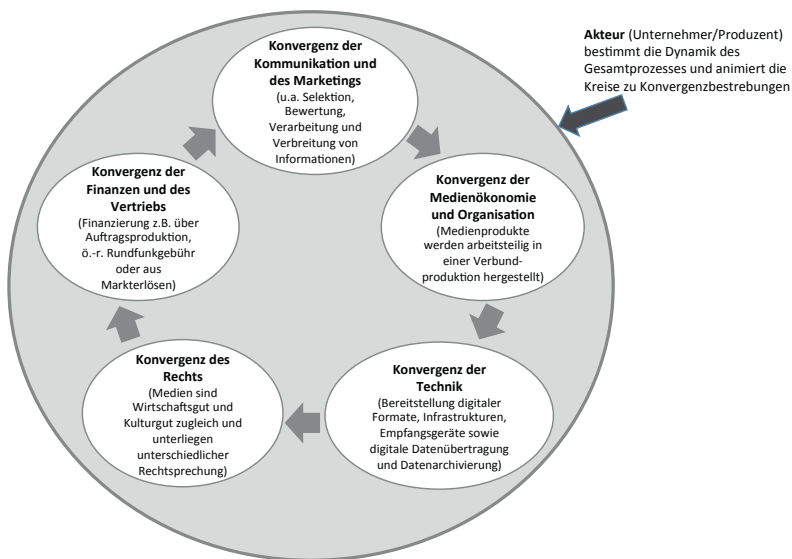 Konvergenz der
Kommunikation und
des Marketings
(u.a. Selektion,
Bewertung,
Verarbeitung und
Verbreitung von
Informationen)
Akteur (Unternehmer/Produzent)
bestimmt die Dynamik des
Gesamtprozesses und animiert die
Kreise zu Konvergenzbestrebungen
Konvergenz der
Medienökonomie
und Organisation
(Medienprodukte
werden arbeitsteilig in
einer Verbund-
produktion hergestellt)
Konvergenz der
Technik
(Bereitstellung digitaler
Formate, Infrastrukturen,
Empfangsgeräte sowie
digitale Datenübertragung
und Datenarchivierung)
Konvergenz des
Rechts
(Medien sind
Wirtschaftsgut und
Kulturgut zugleich und
unterliegen
unterschiedlicher
Rechtsprechung)
Konvergenz der
Finanzen und des
Vertriebs
(Finanzierung z.B. über
Auftragsproduktion,
ö.-r. Rundfunkgebühr
oder aus
Markterlösen)